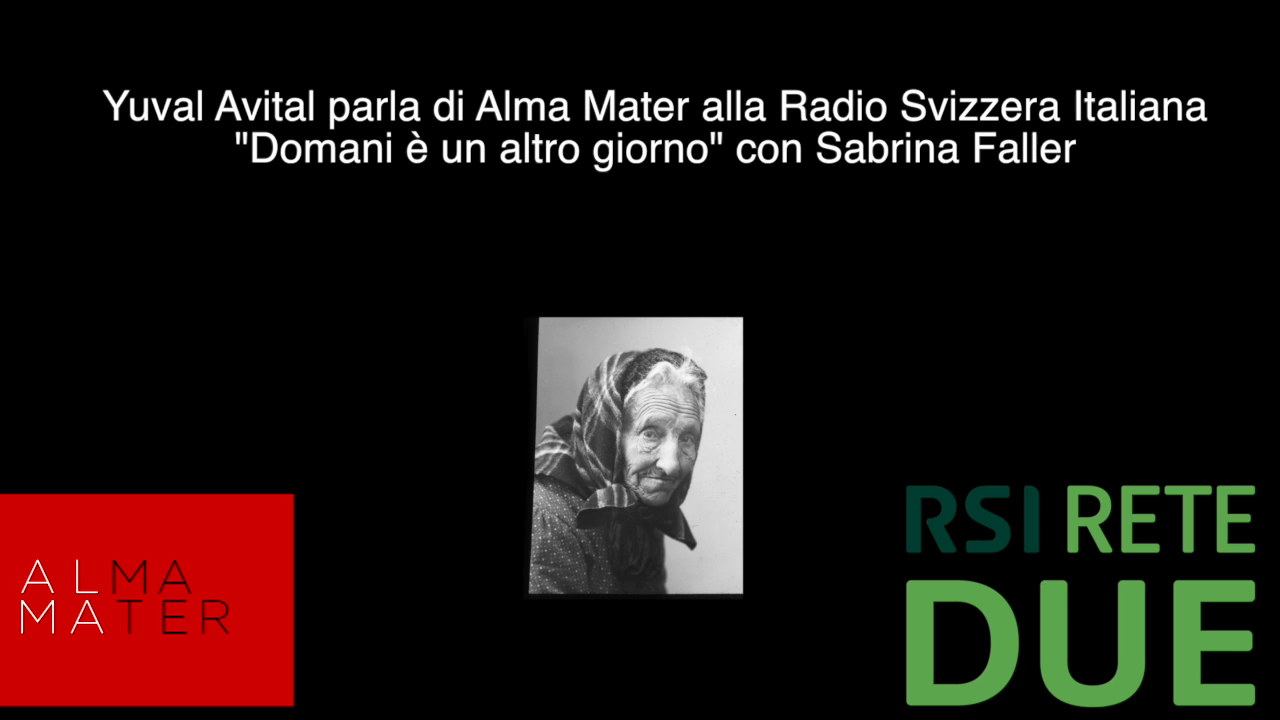 Yuval Avital parla di Alma Mater alla Radio Svizzera Italiana
"Domani è un altro giorno" con Sabrina Faller
ALMA
MATER
RSI RETE
DUE